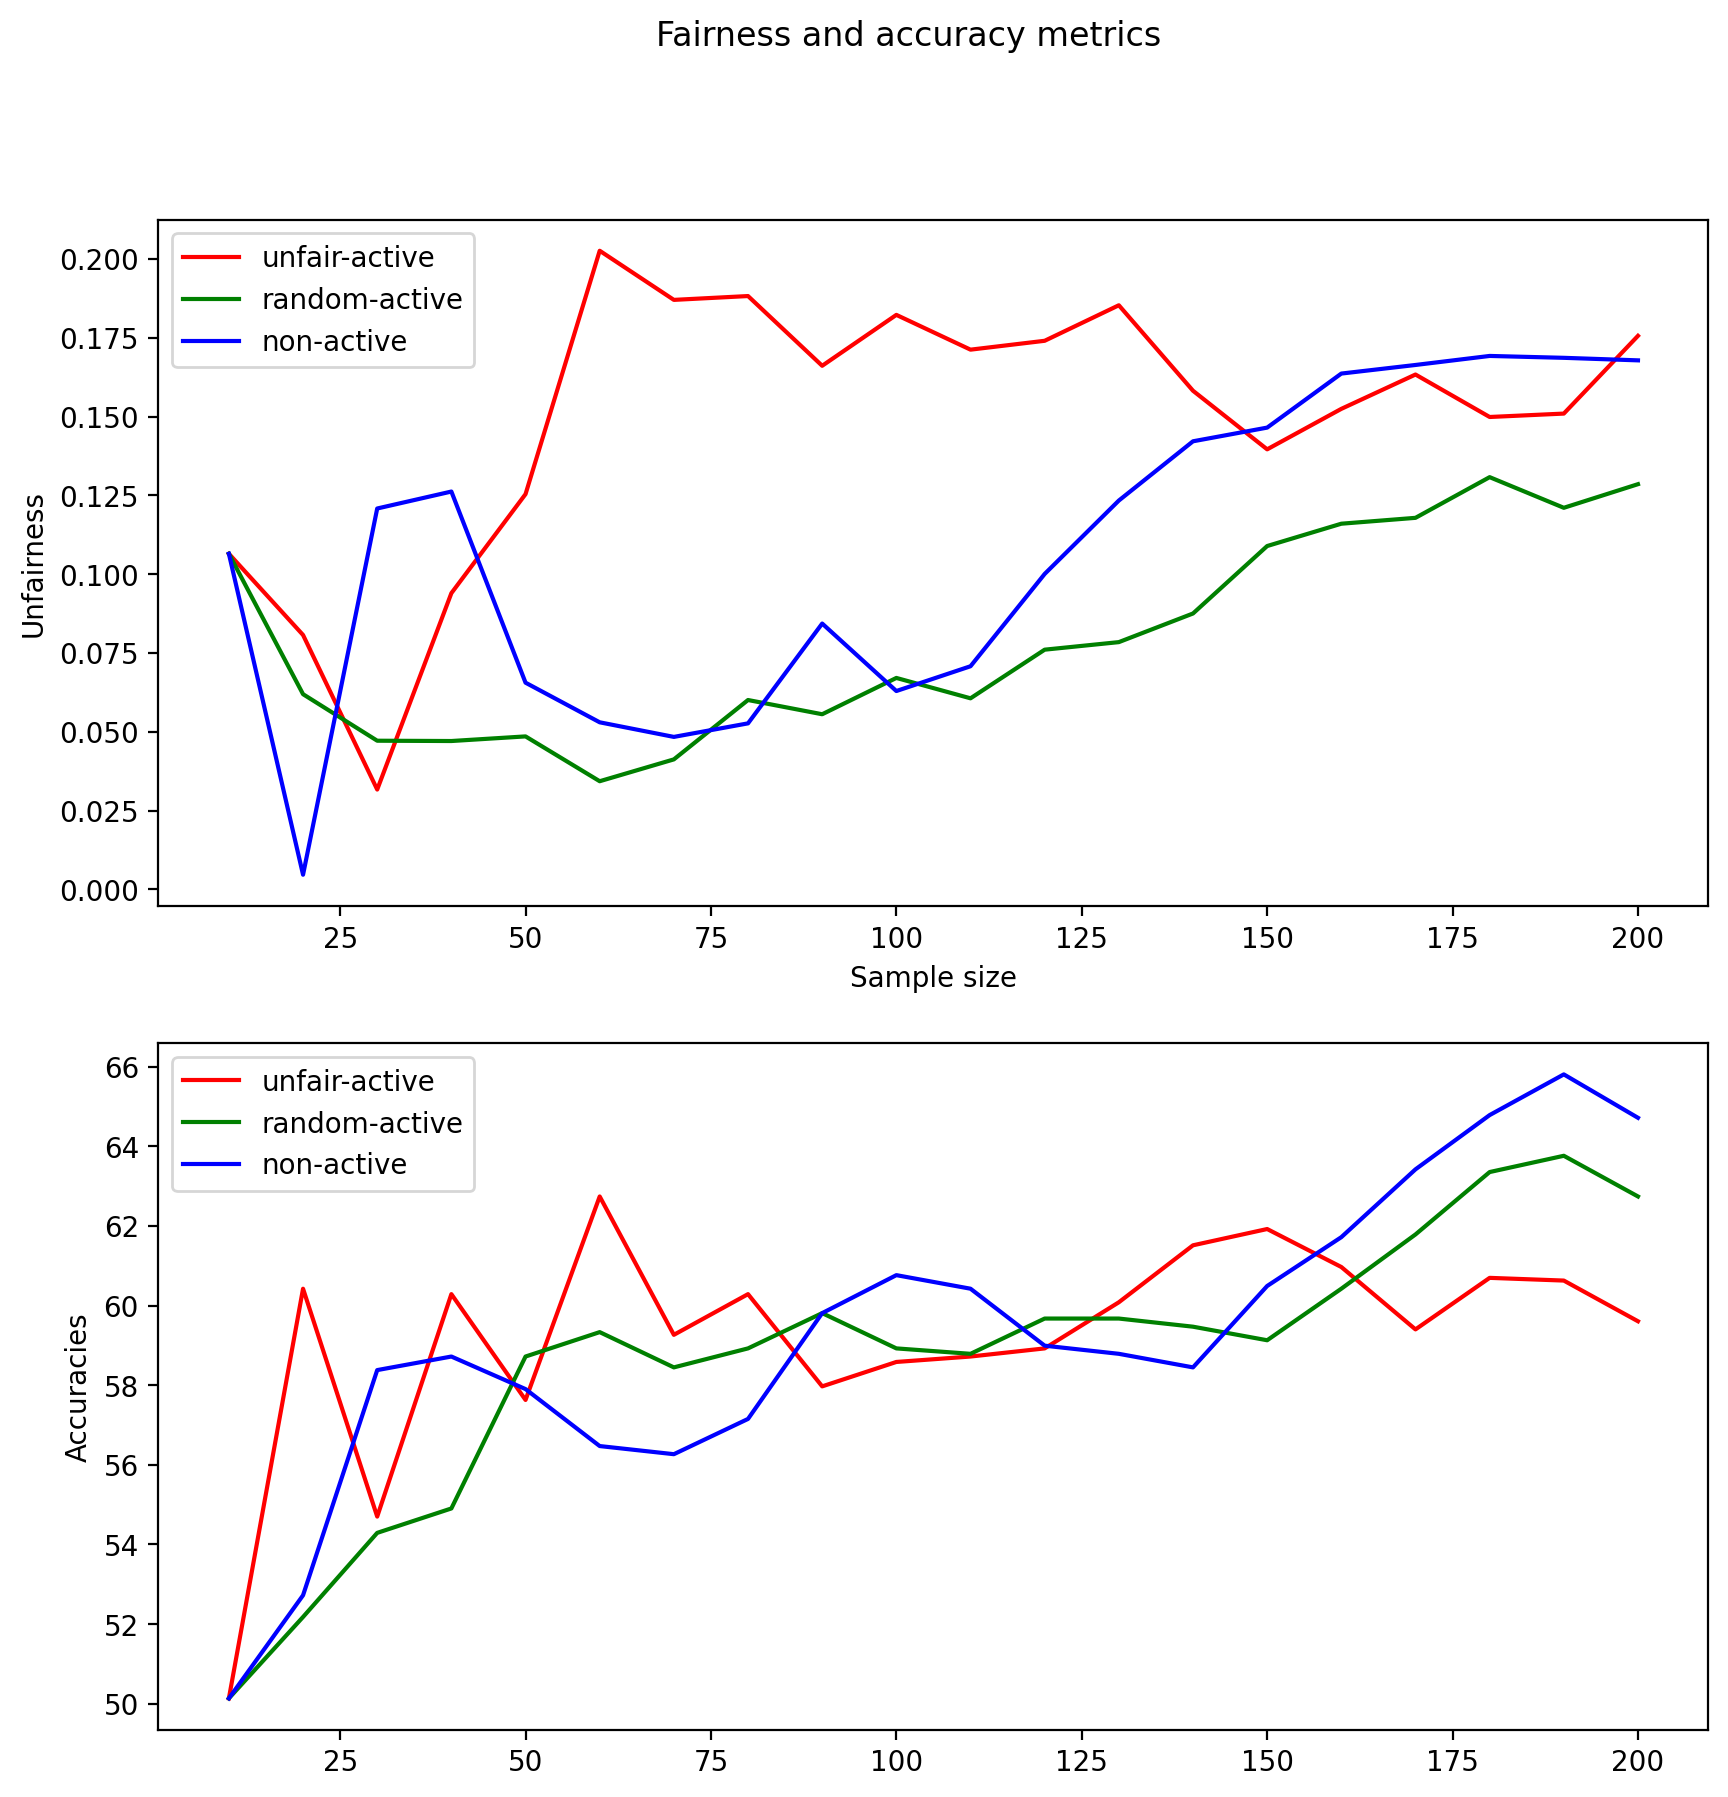 Fairness and accuracy metrics
unfair-active
random-active
non-active
0.200
0.175
0.150
0.125
0.100
0.075
0.050
0.025
0.000
Unfairness
25 50 75 100 125 150 175 200
Sample size
unfair-active
random-active
non-active
66
64
62
60
58
56
54
52
50
Accuracies
25 50 75 100 125 150 175 200